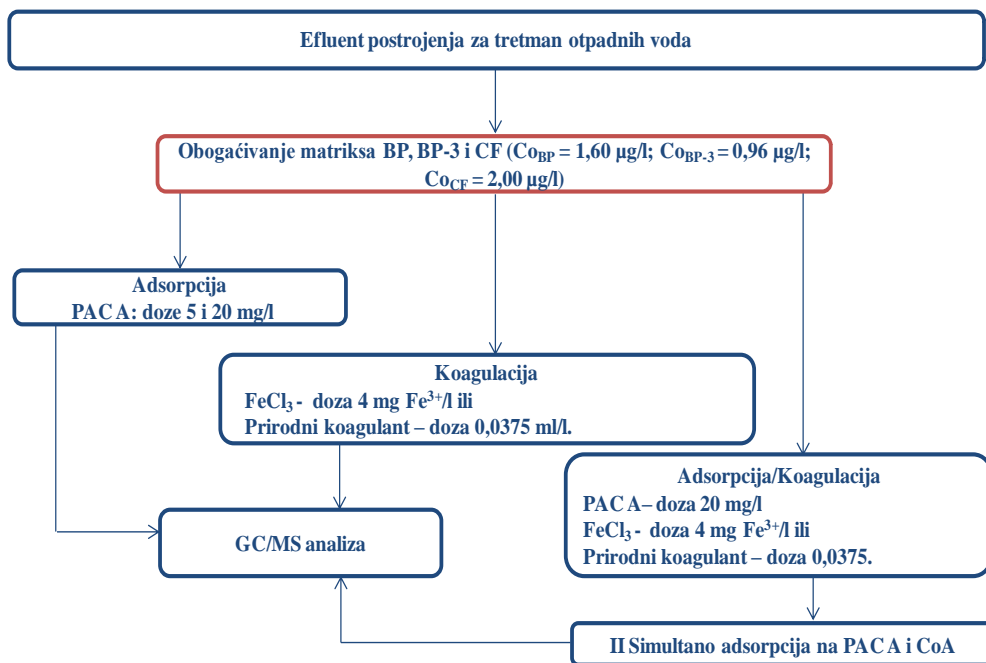 Efluent postrojenja za tretman otpadnih voda
Obogaćivanje matriksa BP, BP-3 i CF (Co_BP = 1,60 µg/l; Co_BP-3 = 0,96 µg/l;
Co_CF = 2,00 µg/l)
Adsorpcija
PAC A: doze 5 i 20 mg/l
Koagulacija
FeCl₃ - doza 4 mg Fe³⁺/l ili
Prirodni koagulant – doza 0,0375 ml/l.
Adsorpcija/Koagulacija
PAC A– doza 20 mg/l
FeCl₃ - doza 4 mg Fe³⁺/l ili
Prirodni koagulant – doza 0,0375.
GC/MS analiza
II Simultano adsorpcija na PAC A i CoA